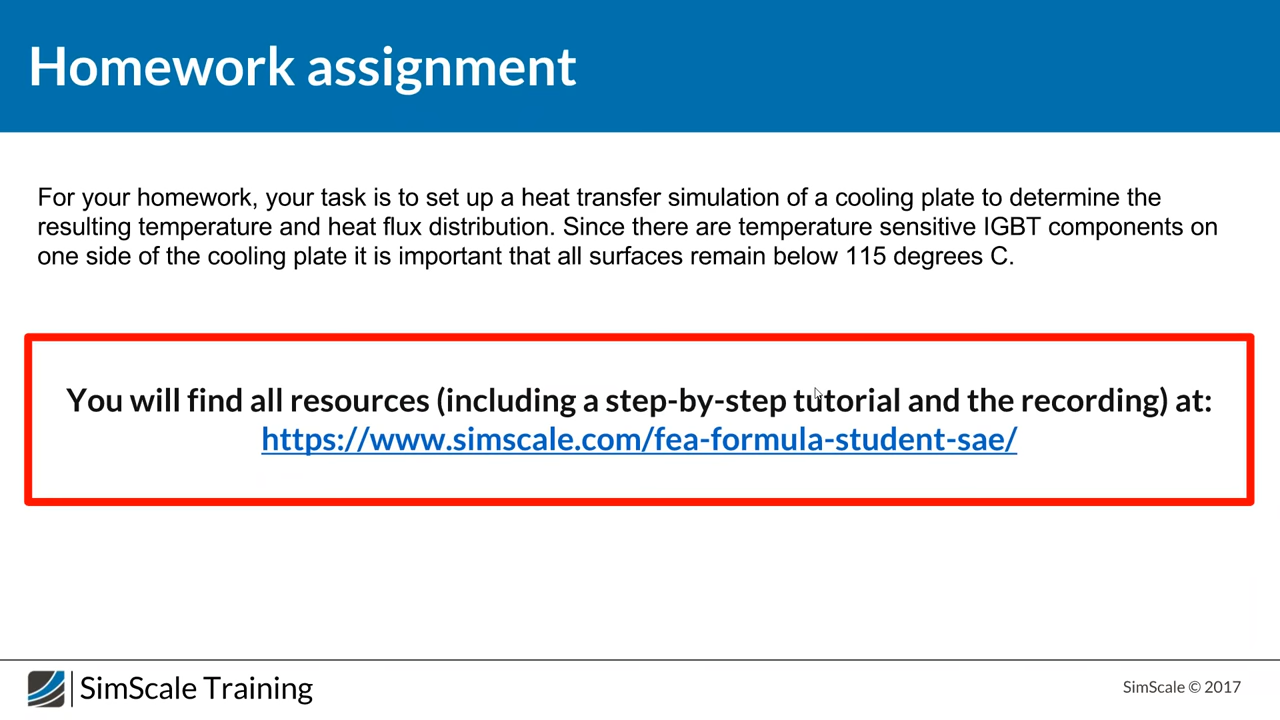 Homework assignment
For your homework, your task is to set up a heat transfer simulation of a cooling plate to determine the
resulting temperature and heat flux distribution. Since there are temperature sensitive IGBT components on
one side of the cooling plate it is important that all surfaces remain below 115 degrees C.
You will find all resources (including a step-by-step tutorial and the recording) at:
https://www.simscale.com/fea-formula-student-sae/
SimScale Training
SimScale © 2017